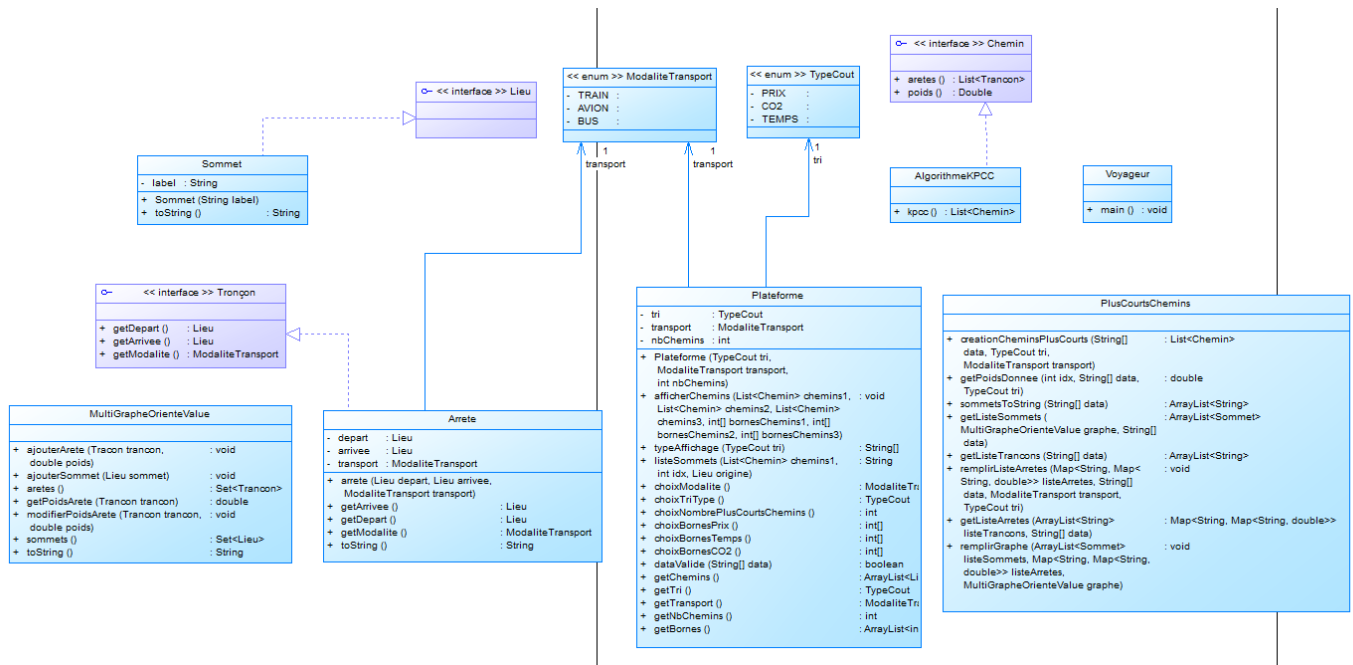 << interface >> Chemin
+ aretes () : List<Trancon>
+ poids () : Double
<< interface >> Lieu
<< enum >> ModaliteTransport
- TRAIN :
- AVION :
- BUS :
<< enum >> TypeCout
- PRIX :
- CO2 :
- TEMPS :
1
transport
1
transport
1
tri
Sommet
- label : String
+ Sommet (String label)
+ toString () : String
AlgorithmeKPCC
+ kpcc () : List<Chemin>
Voyageur
+ main () : void
<< interface >> Tronçon
+ getDepart () : Lieu
+ getArrivee () : Lieu
+ getModalite () : ModaliteTransport
MultiGrapheOrienteValue
+ ajouterArete (Tracon trancon, : void
double poids)
+ ajouterSommet (Lieu sommet) : void
+ aretes () : Set<Trancon>
+ getPoidsArete (Trancon trancon) : double
+ modifierPoidsArete (Trancon trancon, : void
double poids)
+ sommets () : Set<Lieu>
+ toString () : String
Arrete
- depart : Lieu
- arrivee : Lieu
- transport : ModaliteTransport
+ arrete (Lieu depart, Lieu arrivee,
ModaliteTransport transport)
+ getArrivee () : Lieu
+ getDepart () : Lieu
+ getModalite () : ModaliteTransport
+ toString () : String
Plateforme
- tri : TypeCout
- transport : ModaliteTransport
- nbChemins : int
+ Plateforme (TypeCout tri,
ModaliteTransport transport,
int nbChemins)
+ afficherChemins (List<Chemin> chemins1, : void
List<Chemin> chemins2, List<Chemin>
chemins3, int[] bornesChemins1, int[]
bornesChemins2, int[] bornesChemins3)
+ typeAffichage (TypeCout tri) : String[]
+ listeSommets (List<Chemin> chemins1, : String
int idx, Lieu origine)
+ choixModalite () : ModaliteTra
+ choixTriType () : TypeCout
+ choixNombrePlusCourtsChemins () : int
+ choixBornesPrix () : int[]
+ choixBornesTemps () : int[]
+ choixBornesCO2 () : int[]
+ dataValide (String[] data) : boolean
+ getChemins () : ArrayList<Li
+ getTri () : TypeCout
+ getTransport () : ModaliteTra
+ getNbChemins () : int
+ getBornes () : ArrayList<in
PlusCourtsChemins
+ creationCheminsPlusCourts (String[] : List<Chemin>
data, TypeCout tri,
ModaliteTransport transport)
+ getPoidsDonnee (int idx, String[] data, : double
TypeCout tri)
+ sommetsToString (String[] data) : ArrayList<String>
+ getListeSommets ( : ArrayList<Sommet>
MultiGrapheOrienteValue graphe, String[]
data)
+ getListeTrancons (String[] data) : ArrayList<String>
+ remplirListeArretes (Map<String, Map< : void
String, double>> listeArretes, String[]
data, ModaliteTransport transport,
TypeCout tri)
+ getListeArretes (ArrayList<String> : Map<String, Map<String, double>>
listeTrancons, String[] data)
+ remplirGraphe (ArrayList<Sommet> : void
listeSommets, Map<String, Map<String,
double>> listeArretes,
MultiGrapheOrienteValue graphe)